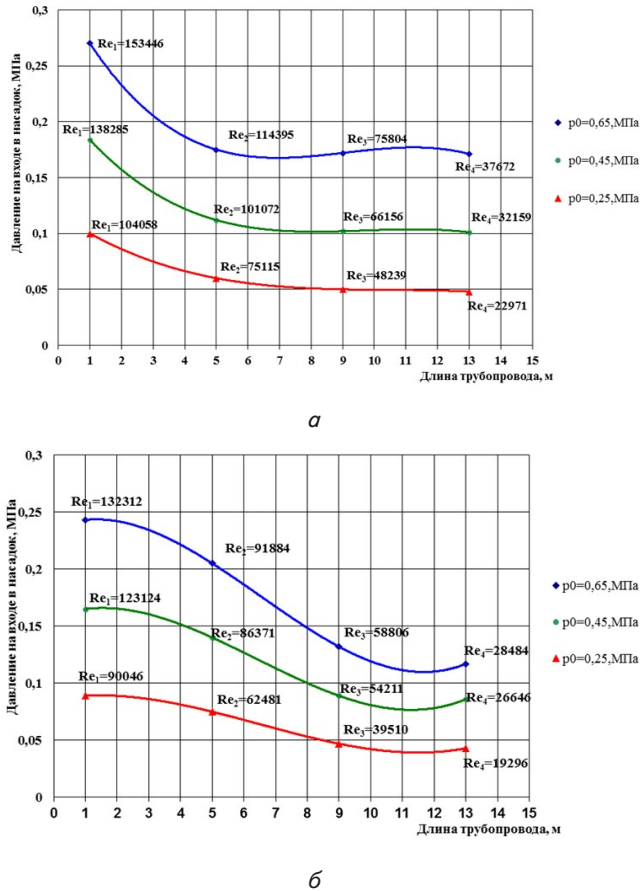 0,3
0,25
0,2
0,15
0,1
0,05
0
Давление на входе в насадок, МПа
Re1=153446
Re2=114395
Re3=75804
Re4=37672
Re1=138285
Re2=101072
Re3=66156
Re4=32159
Re1=104058
Re2=75115
Re3=48239
Re4=22971
0 1 2 3 4 5 6 7 8 9 10 11 12 13 14 15
Длина трубопровода, м
p0=0,65,МПа
p0=0,45,МПа
p0=0,25,МПа
а
0,3
0,25
0,2
0,15
0,1
0,05
0
Давление на входе в насадок, МПа
Re1=132312
Re2=91884
Re3=58806
Re4=28484
Re1=123124
Re2=86371
Re3=54211
Re4=26646
Re1=90046
Re2=62481
Re3=39510
Re4=19296
0 1 2 3 4 5 6 7 8 9 10 11 12 13 14 15
Длина трубопровода, м
p0=0,65,МПа
p0=0,45,МПа
p0=0,25,МПа
б